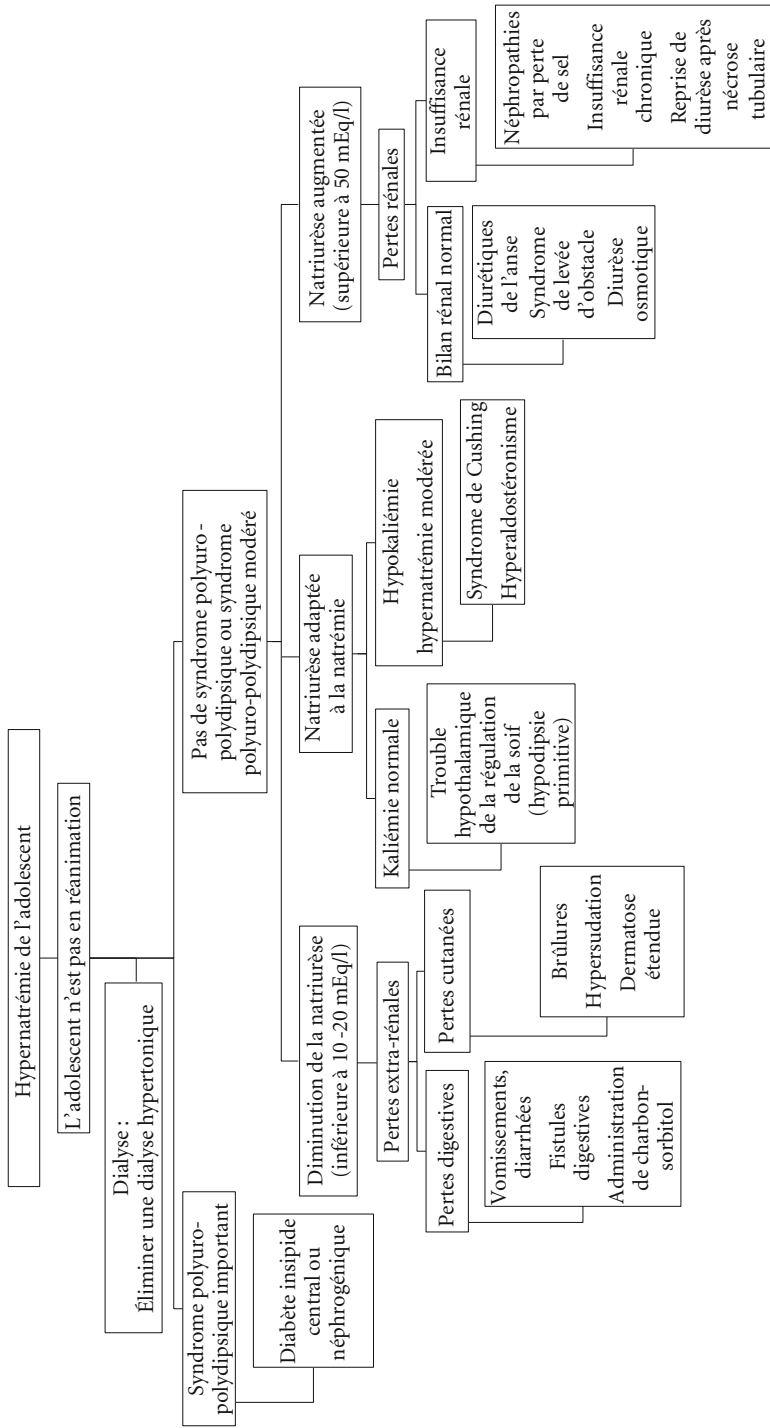 Hypernatrémie de l'adolescent
L'adolescent n'est pas en réanimation
Dialyse :
Éliminer une dialyse hypertonique
Syndrome polyuro-
polydipsique important
Diabète insipide
central ou
néphrogénique
Pas de syndrome polyuro -
polydipsique ou syndrome
polyuro-polydipsique modéré
Diminution de la natriurèse
(inférieure à 10 -20 mEq/l)
Pertes extra-rénales
Pertes digestives
Vomissements,
diarrhées
Fistules
digestives
Administration
de charbon-
sorbitol
Pertes cutanées
Brûlures
Hypersudation
Dermatose
étendue
Natriurèse adaptée
à la natrémie
Kaliémie normale
Trouble
hypothalamique
de la régulation
de la soif
(hypodipsie
primitive)
Hypokaliémie
hypernatrémie modérée
Syndrome de Cushing
Hyperaldostéronisme
Natriurèse augmentée
(supérieure à 50 mEq/l)
Pertes rénales
Bilan rénal normal
Diurétiques
de l'anse
Syndrome
de levée
d'obstacle
Diurèse
osmotique
Insuffisance
rénale
Néphropathies
par perte
de sel
Insuffisance
rénale
chronique
Reprise de
diurèse après
nécrose
tubulaire